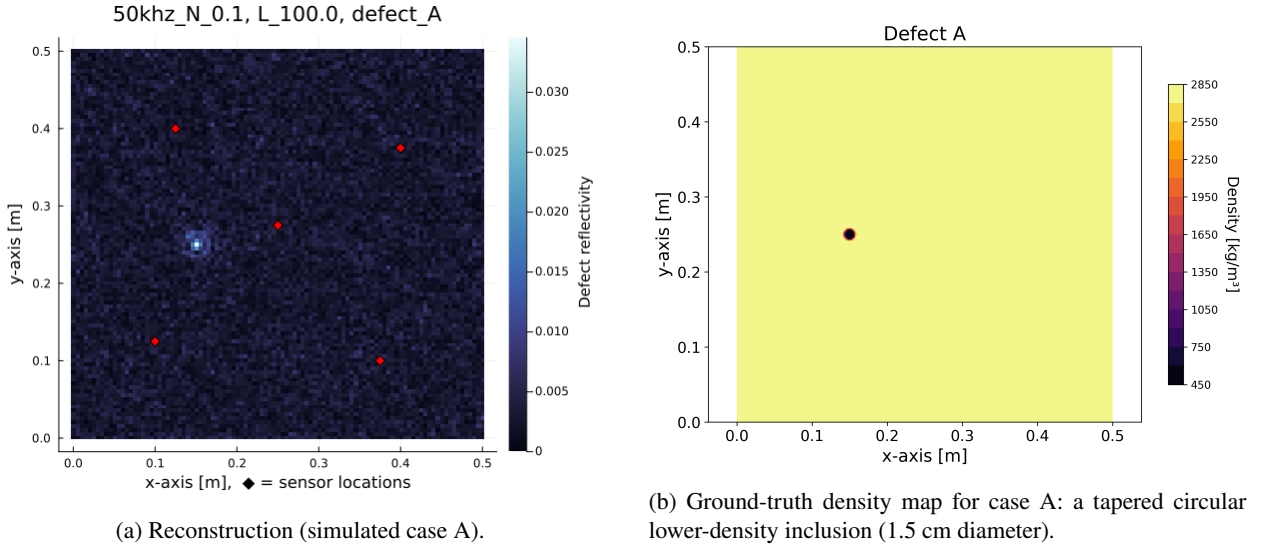 50khz_N_0.1, L_100.0, defect_A
0.5
0.4
0.3
0.2
0.1
0.0
y-axis [m]
0.0 0.1 0.2 0.3 0.4 0.5
x-axis [m], ◆ = sensor locations
0.030
0.025
0.020
0.015
0.010
0.005
0
Defect reflectivity
(a) Reconstruction (simulated case A).
Defect A
0.5
0.4
0.3
0.2
0.1
0.0
y-axis [m]
0.0 0.1 0.2 0.3 0.4 0.5
x-axis [m]
2850
2550
2250
1950
1650
1350
1050
750
450
Density [kg/m³]
(b) Ground-truth density map for case A: a tapered circular
lower-density inclusion (1.5 cm diameter).